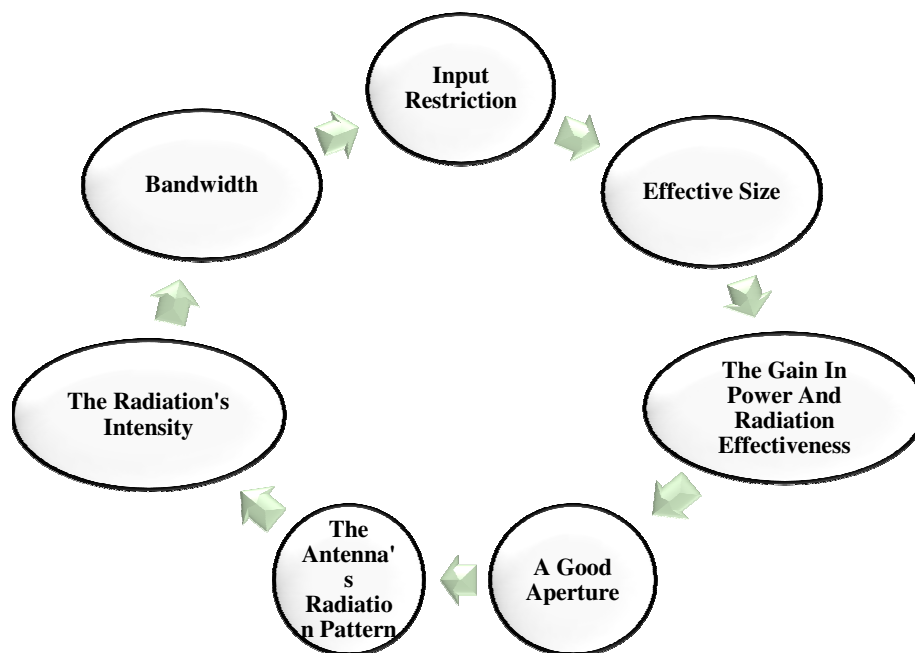 Input
Restriction
Effective Size
The Gain In
Power And
Radiation
Effectiveness
A Good
Aperture
The
Antenna'
s
Radiatio
n Pattern
The Radiation's
Intensity
Bandwidth